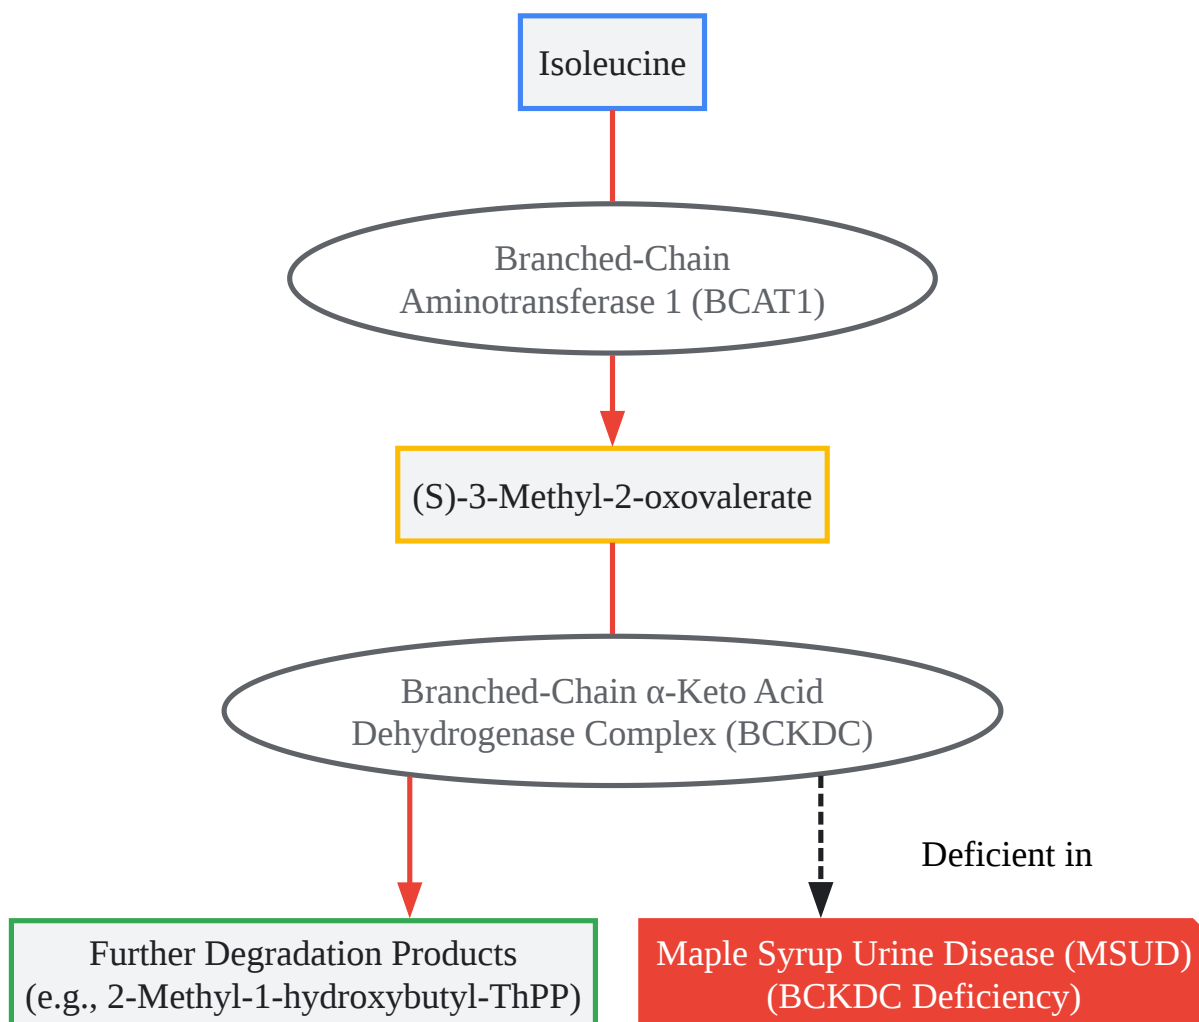 Isoleucine
Branched-Chain
Aminotransferase 1 (BCAT1)
(S)-3-Methyl-2-oxovalerate
Branched-Chain α-Keto Acid
Dehydrogenase Complex (BCKDC)
Deficient in
Further Degradation Products
(e.g., 2-Methyl-1-hydroxybutyl-ThPP)
Maple Syrup Urine Disease (MSUD)
(BCKDC Deficiency)